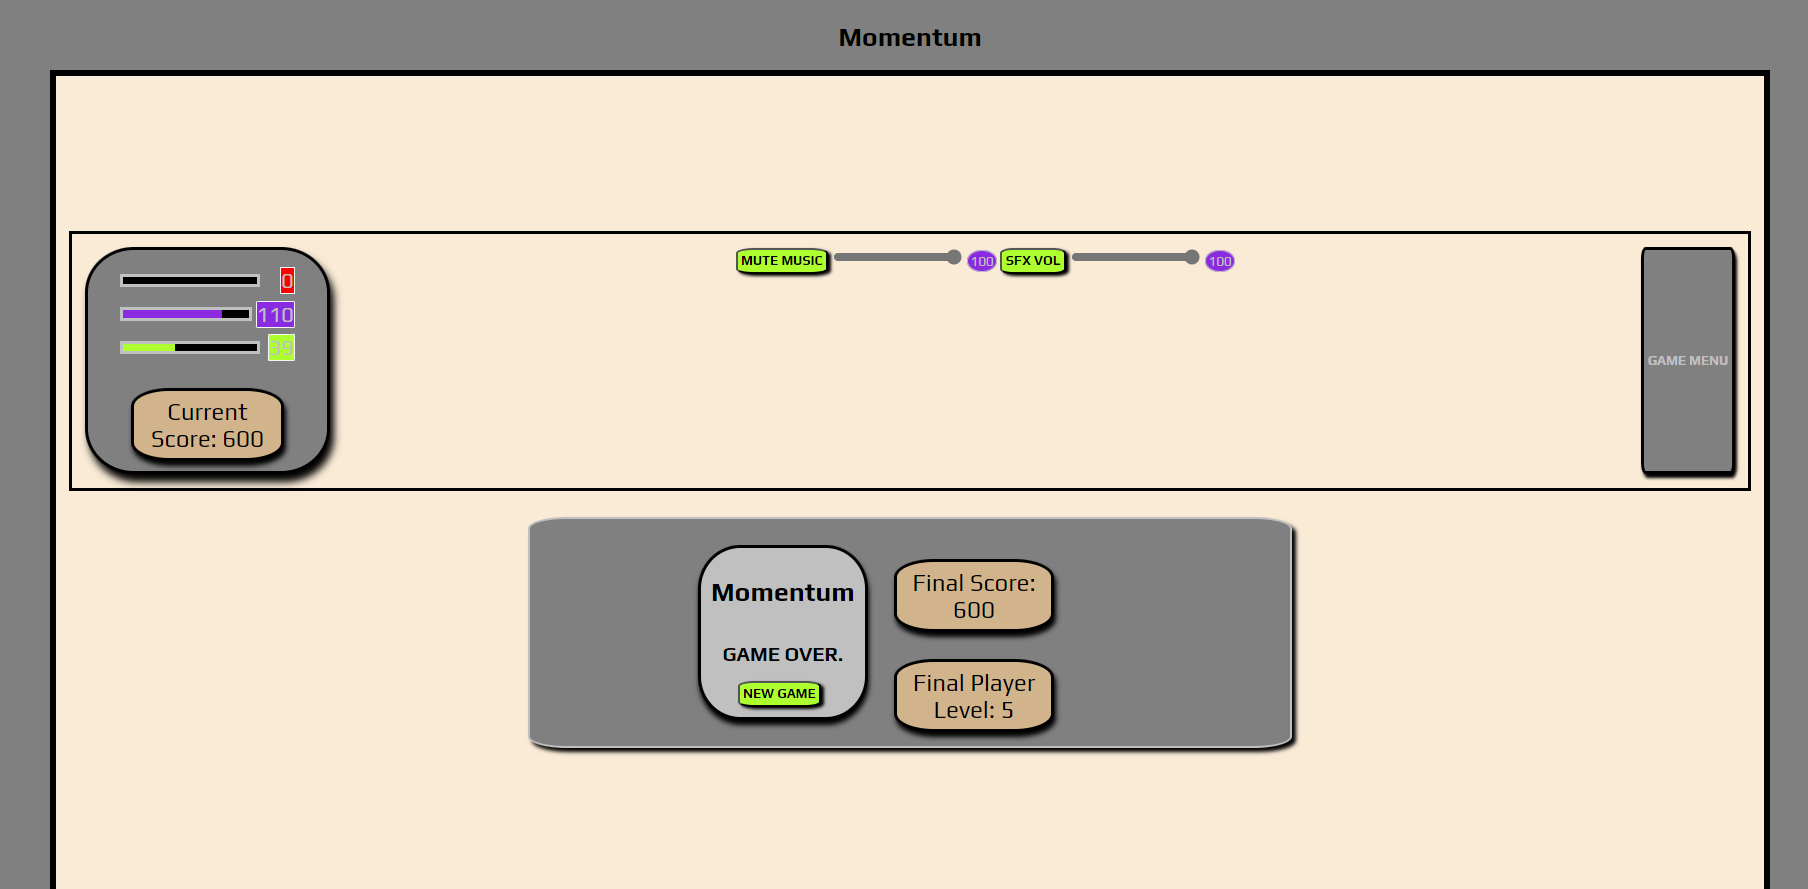 Momentum
0
110
39
Current
Score: 600
MUTE MUSIC
100
SFX VOL
100
GAME MENU
Momentum
GAME OVER.
NEW GAME
Final Score:
600
Final Player
Level: 5